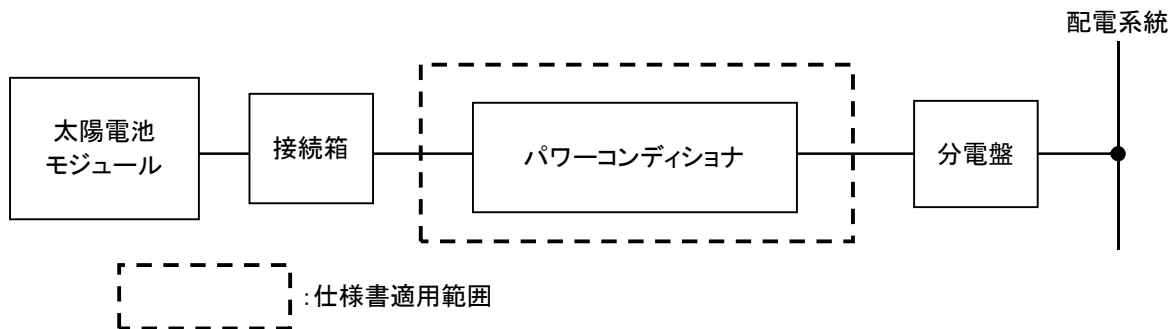 配電系統
太陽電池
モジュール
接続箱
パワーコンディショナ
分電盤
:仕様書適用範囲